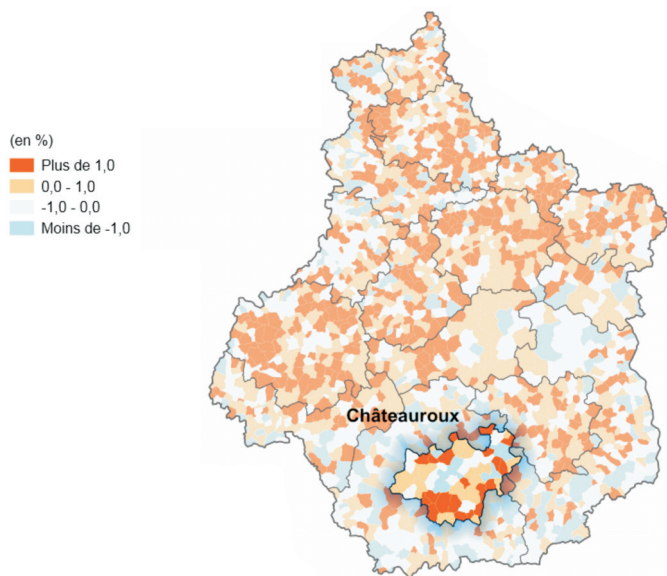 (en %)
Plus de 1,0
0,0 - 1,0
-1,0 - 0,0
Moins de -1,0
Châteauroux